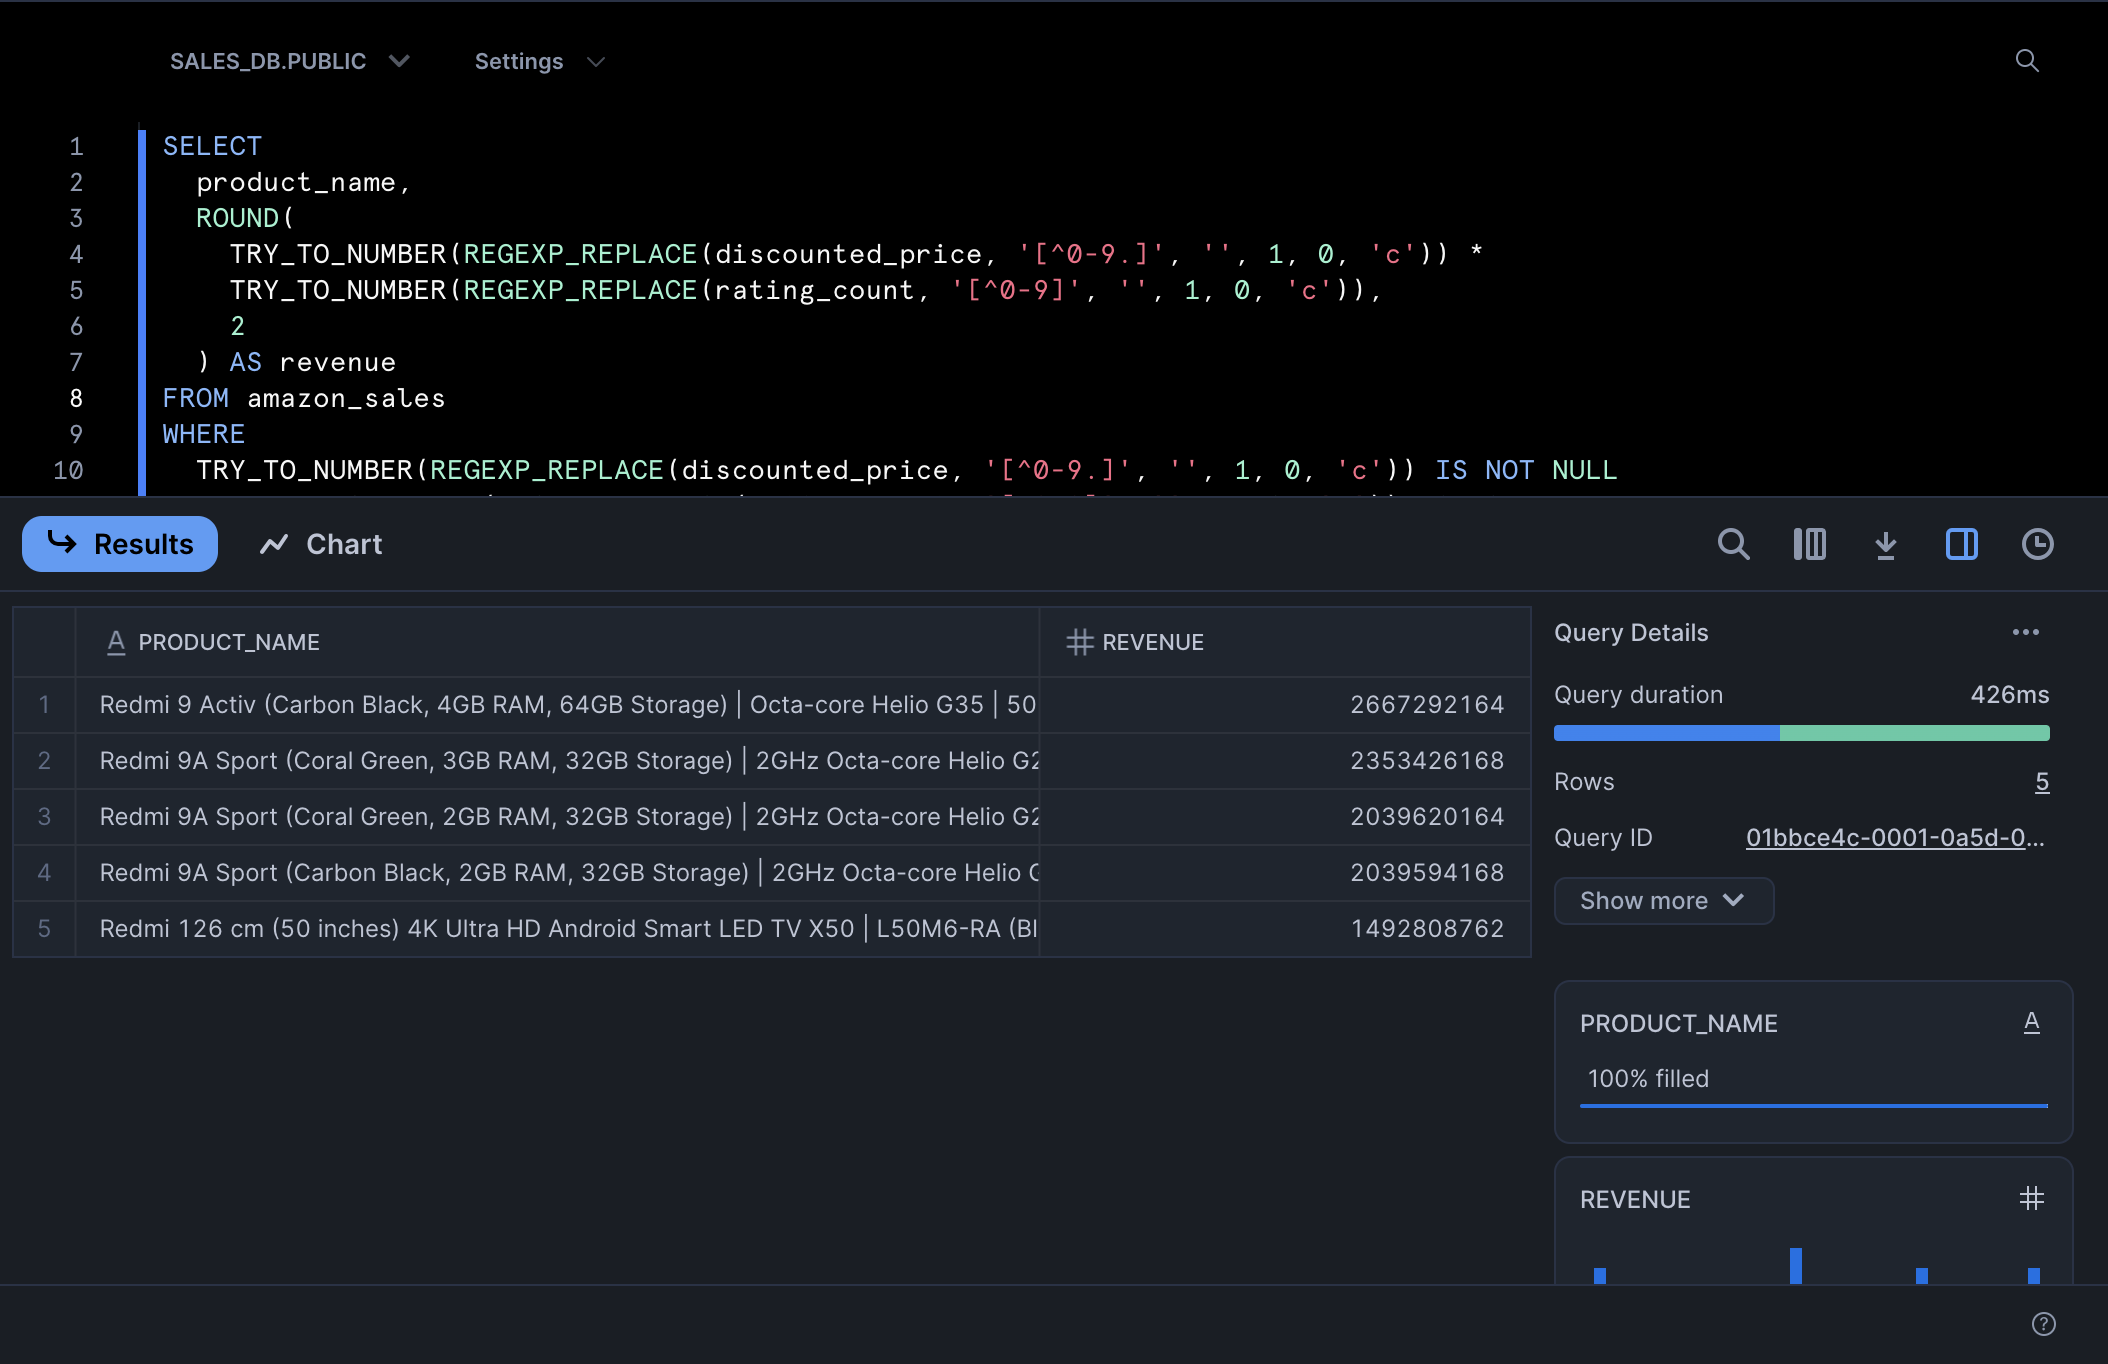 SALES_DB.PUBLIC Settings
1 SELECT
2 product_name,
3 ROUND(
4 TRY_TO_NUMBER(REGEXP_REPLACE(discounted_price, '[^0-9.]', '', 1, 0, 'c')) *
5 TRY_TO_NUMBER(REGEXP_REPLACE(rating_count, '[^0-9]', '', 1, 0, 'c')),
6 2
7 ) AS revenue
8 FROM amazon_sales
9 WHERE
10 TRY_TO_NUMBER(REGEXP_REPLACE(discounted_price, '[^0-9.]', '', 1, 0, 'c')) IS NOT NULL
Results Chart
A PRODUCT_NAME # REVENUE
1 Redmi 9 Activ (Carbon Black, 4GB RAM, 64GB Storage) | Octa-core Helio G35 | 50 2667292164
2 Redmi 9A Sport (Coral Green, 3GB RAM, 32GB Storage) | 2GHz Octa-core Helio G2 2353426168
3 Redmi 9A Sport (Coral Green, 2GB RAM, 32GB Storage) | 2GHz Octa-core Helio G2 2039620164
4 Redmi 9A Sport (Carbon Black, 2GB RAM, 32GB Storage) | 2GHz Octa-core Helio 2039594168
5 Redmi 126 cm (50 inches) 4K Ultra HD Android Smart LED TV X50 | L50M6-RA (Bl 1492808762
Query Details
Query duration 426ms
Rows 5
Query ID 01bbce4c-0001-0a5d-0...
Show more
PRODUCT_NAME A
100% filled
REVENUE #